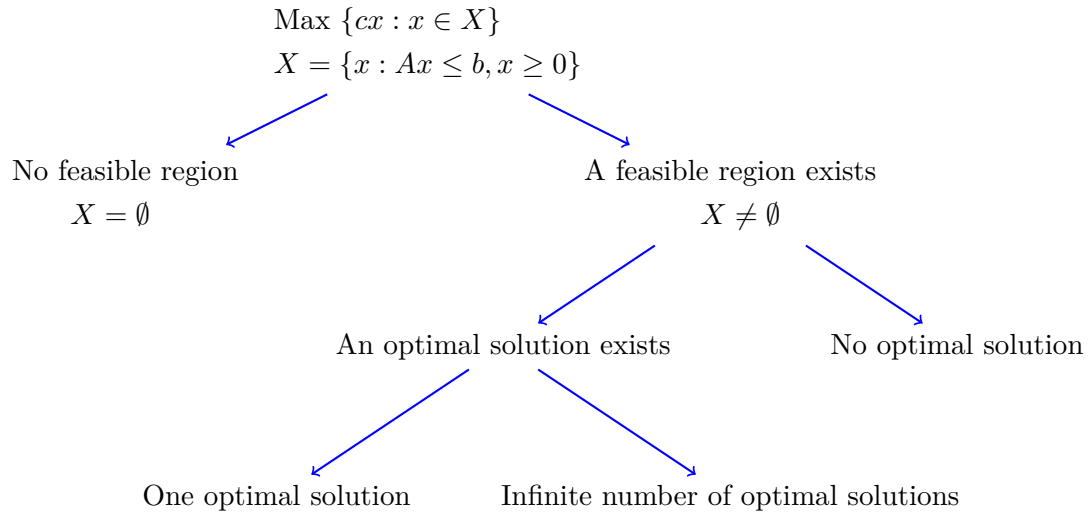 Max {cx : x ∈ X}
X = {x : Ax ≤ b, x ≥ 0}
No feasible region
X = ∅
A feasible region exists
X ≠ ∅
An optimal solution exists
No optimal solution
One optimal solution
Infinite number of optimal solutions